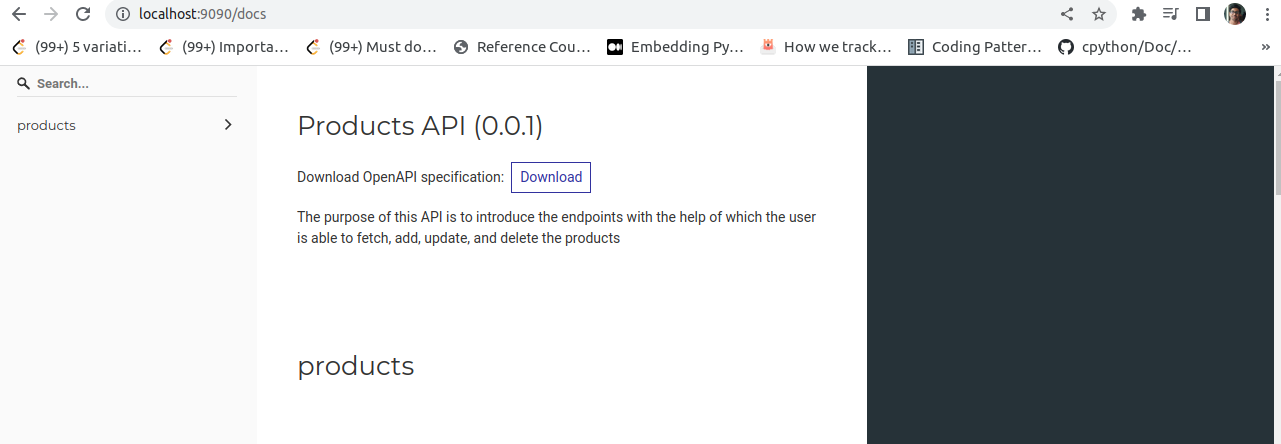 localhost:9090/docs
(99+) 5 variati...
(99+) Importa...
(99+) Must do...
Reference Cou...
Embedding Py...
How we track...
Coding Patter...
cpython/Doc/...
»
Search...
products
Products API (0.0.1)
Download OpenAPI specification: Download
The purpose of this API is to introduce the endpoints with the help of which the user
is able to fetch, add, update, and delete the products
products